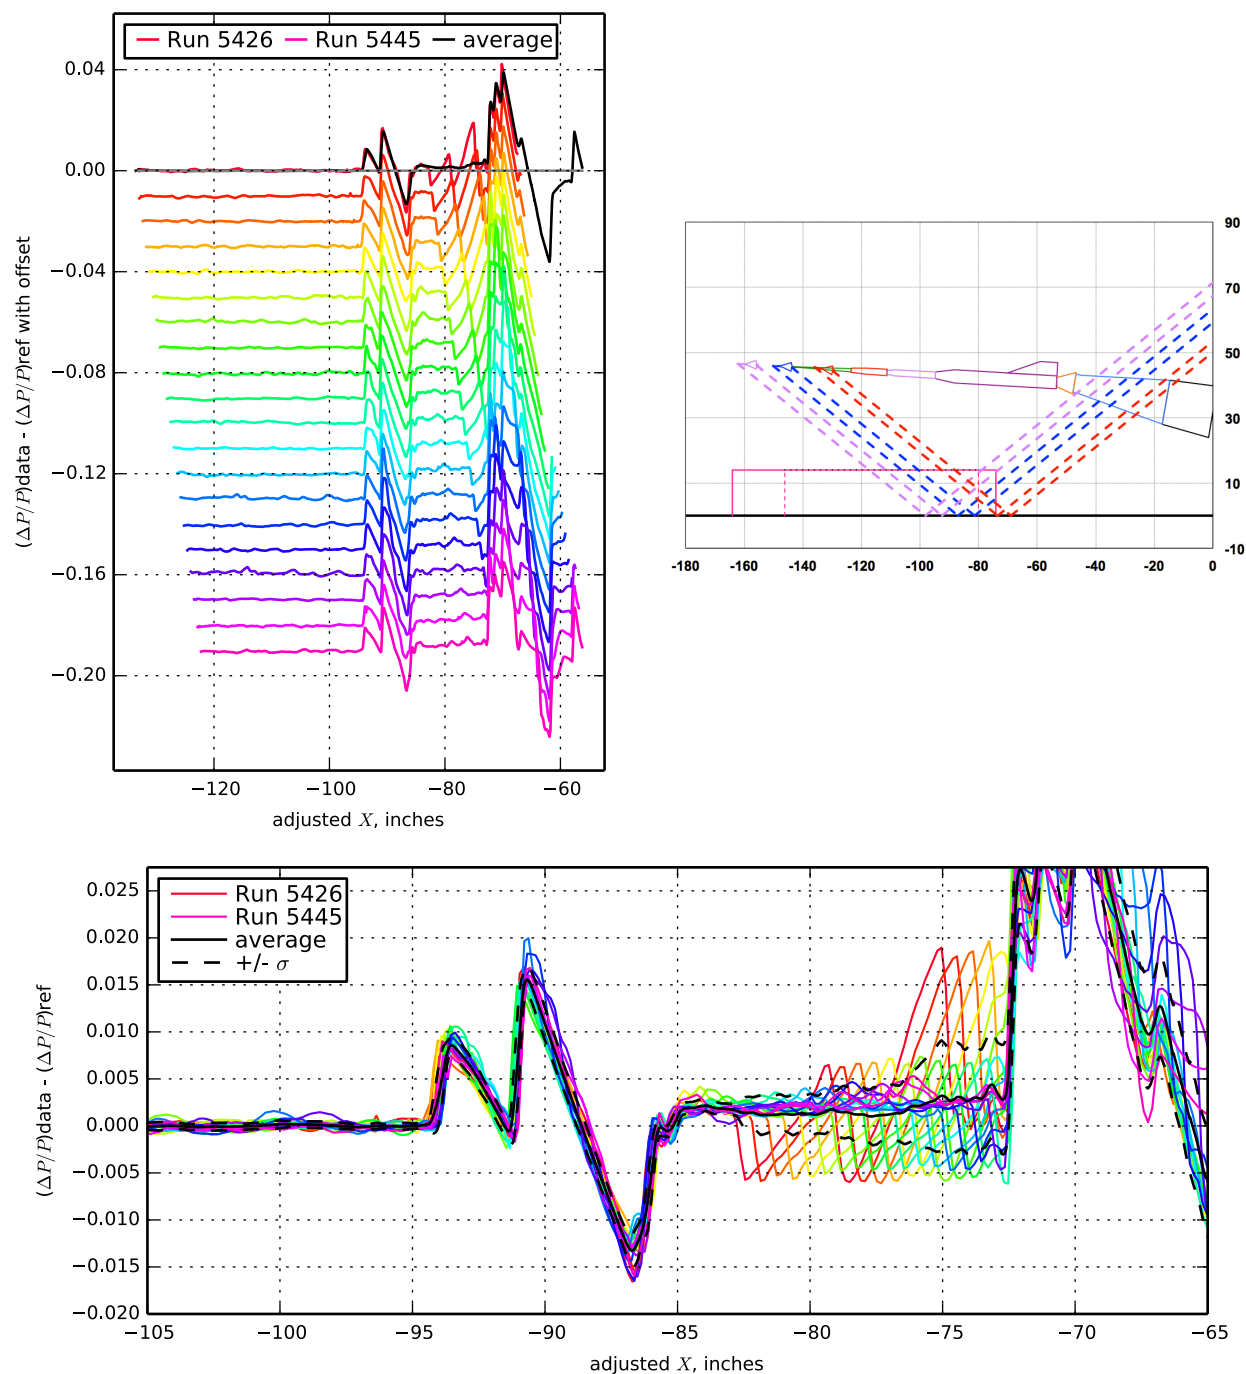 Run 5426 Run 5445 average
0.04
0.00
−0.04
−0.08
−0.12
−0.16
−0.20
(ΔP/P)data - (ΔP/P)ref with offset
−120 −100 −80 −60
adjusted X, inches
90
70
50
30
10
-10
-180 -160 -140 -120 -100 -80 -60 -40 -20 0
Run 5426
Run 5445
average
+/- σ
0.025
0.020
0.015
0.010
0.005
0.000
−0.005
−0.010
−0.015
−0.020
(ΔP/P)data - (ΔP/P)ref
−105 −100 −95 −90 −85 −80 −75 −70 −65
adjusted X, inches